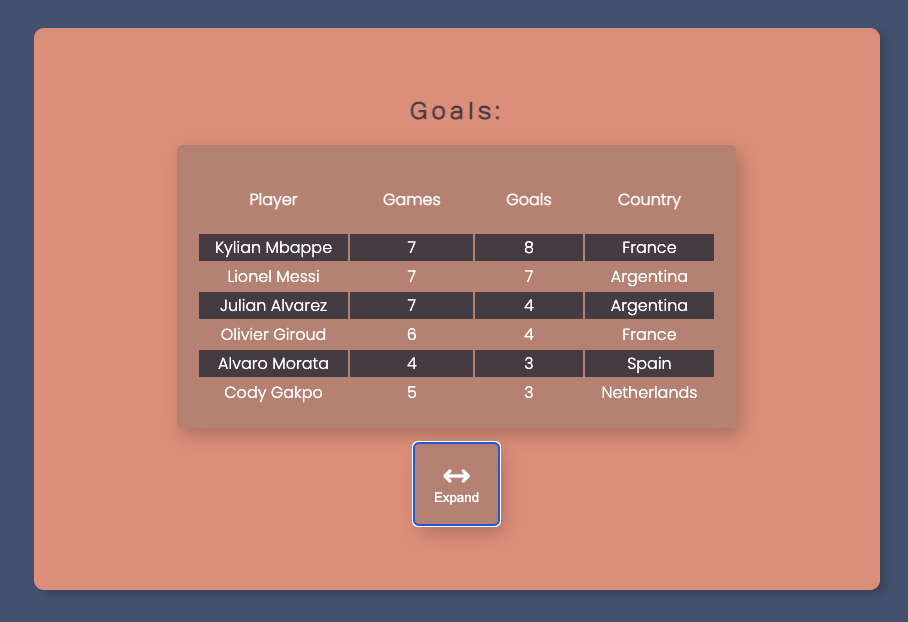 Goals:
Player Games Goals Country
Kylian Mbappe 7 8 France
Lionel Messi 7 7 Argentina
Julian Alvarez 7 4 Argentina
Olivier Giroud 6 4 France
Alvaro Morata 4 3 Spain
Cody Gakpo 5 3 Netherlands
Expand